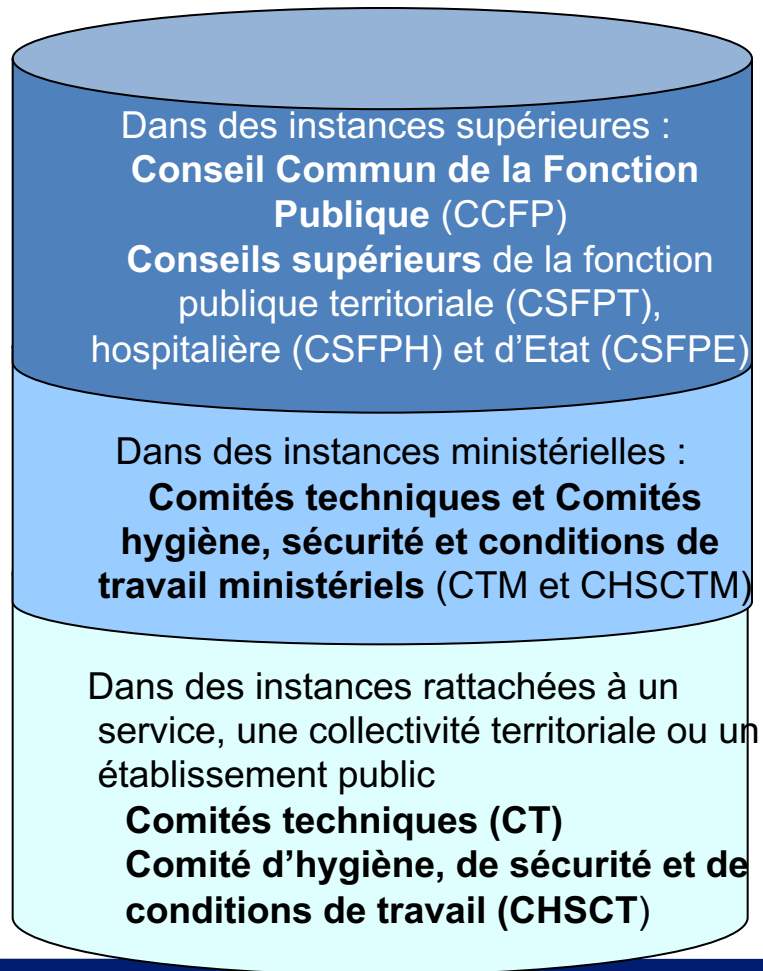 Dans des instances supérieures :
Conseil Commun de la Fonction
Publique (CCFP)
Conseils supérieurs de la fonction
publique territoriale (CSFPT),
hospitalière (CSFPH) et d’Etat (CSFPE)
Dans des instances ministérielles :
Comités techniques et Comités
hygiène, sécurité et conditions de
travail ministériels (CTM et CHSCTM)
Dans des instances rattachées à un
service, une collectivité territoriale ou un
établissement public
Comités techniques (CT)
Comité d’hygiène, de sécurité et de
conditions de travail (CHSCT)